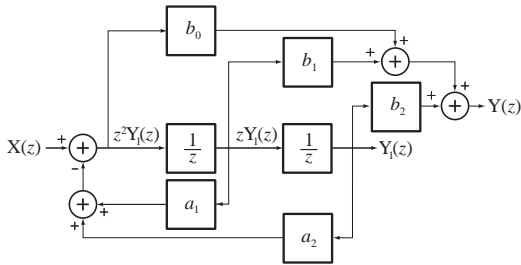 b₀
+
b₁
+
+
b₂
+
+
+
Y(z)
X(z)
+
+
z²Y₁(z)
1/z
zY₁(z)
1/z
Y₁(z)
-
a₁
+
+
+
a₂